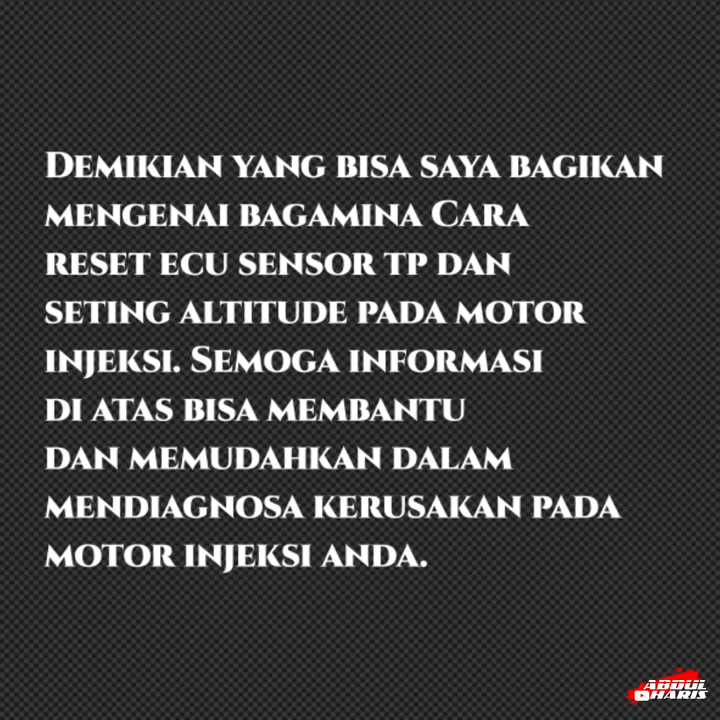 Demikian yang bisa saya bagikan
mengenai bagamina Cara
reset ecu sensor tp dan
seting altitude pada motor
injeksi. Semoga informasi
di atas bisa membantu
dan memudahkan dalam
mendiagnosa kerusakan pada
motor injeksi anda.
ABDUL
HARIS